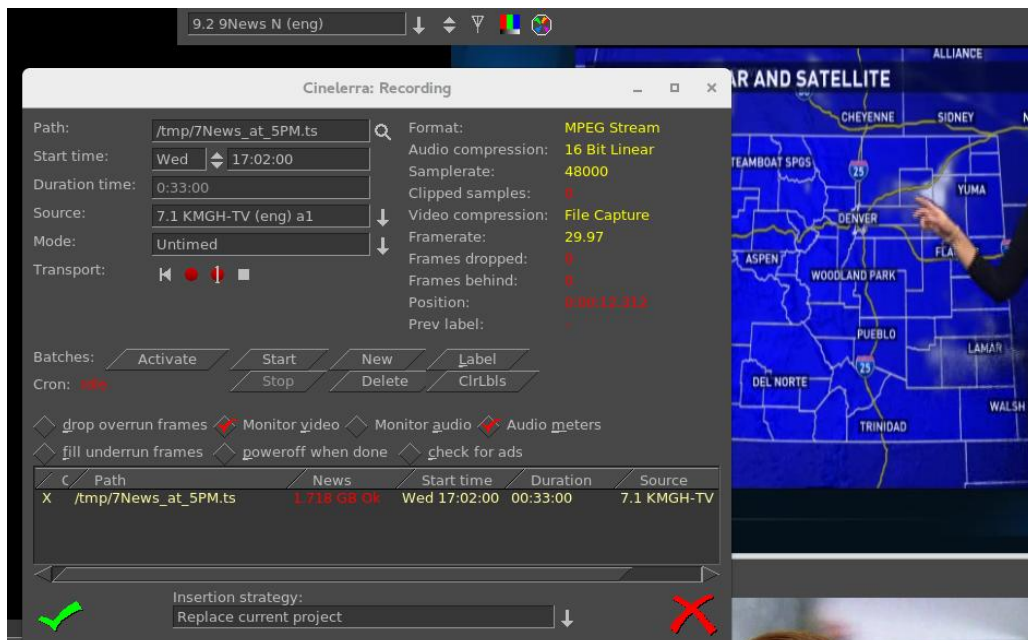 9.2 9News N (eng)
ALLIANCE
AR AND SATELLITE
CHEYENNE SIDNEY
TEAMBOAT SPGS
25
YUMA
DENVER
ASPEN
WOODLAND PARK
PUEBLO
LAMAR
25
DEL NORTE
WALSH
TRINIDAD
Cinelerra: Recording
Path: /tmp/7News_at_5PM.ts
Start time: Wed 17:02:00
Duration time: 0:33:00
Source: 7.1 KMGH-TV (eng) a1
Mode: Untimed
Transport:
Format: MPEG Stream
Audio compression: 16 Bit Linear
Samplerate: 48000
Clipped samples: 0
Video compression: File Capture
Framerate: 29.97
Frames dropped: 0
Frames behind: 0
Position: 0:00:12.312
Prev label: -
Batches: Activate Start New Label
Cron: Stop Delete ClrLbls
drop overrun frames Monitor video Monitor audio Audio meters
fill underrun frames poweroff when done check for ads
C Path News Start time Duration Source
X /tmp/7News_at_5PM.ts 1.718 GB Ok Wed 17:02:00 00:33:00 7.1 KMGH-TV
Insertion strategy:
Replace current project